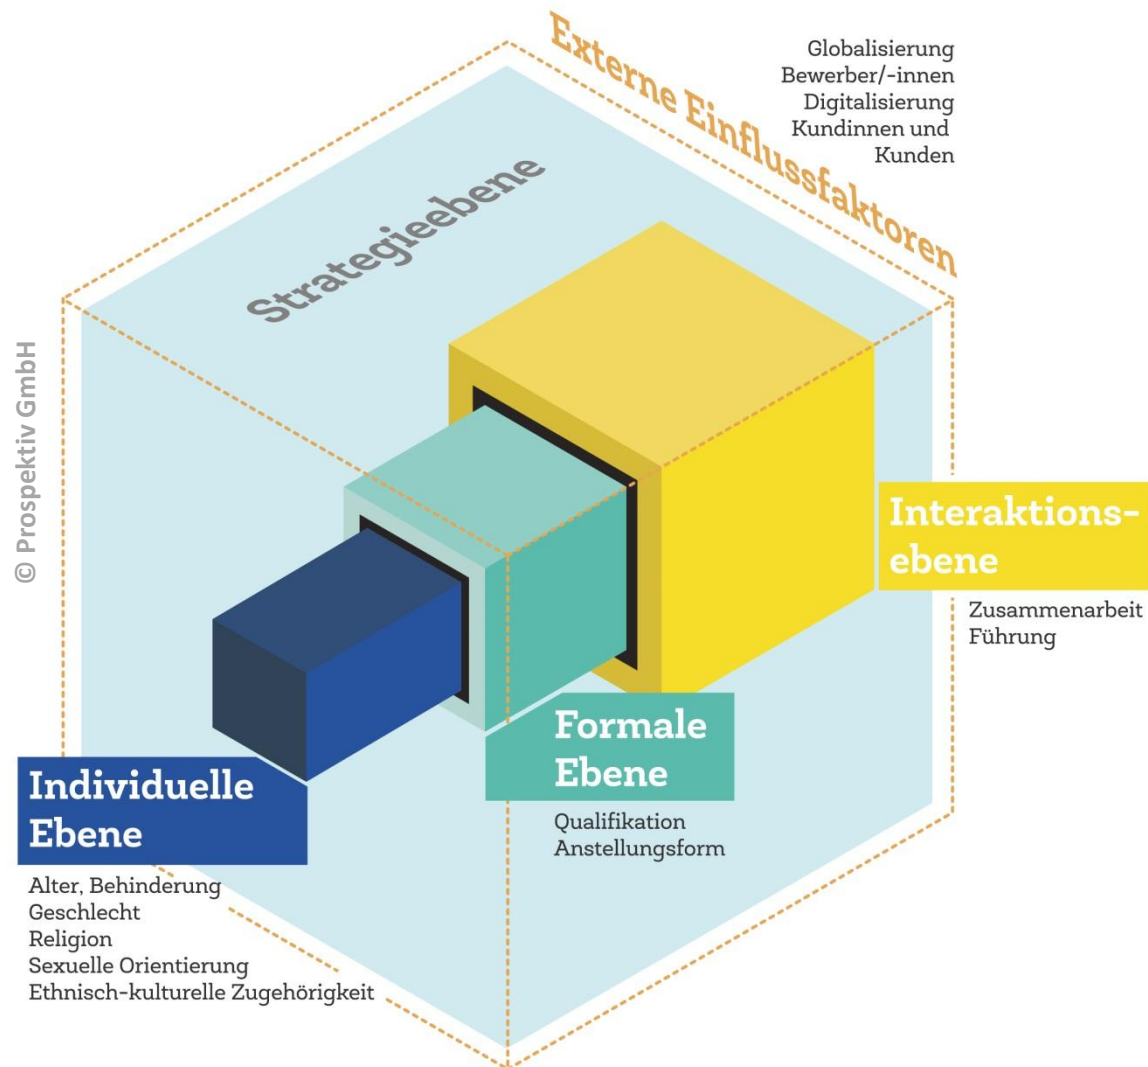 Externe Einflussfaktoren
Globalisierung
Bewerber/-innen
Digitalisierung
Kundinnen und
Kunden
Strategieebene
© Prospektiv GmbH
Interaktions-
ebene
Zusammenarbeit
Führung
Formale
Ebene
Qualifikation
Anstellungsform
Individuelle
Ebene
Alter, Behinderung
Geschlecht
Religion
Sexuelle Orientierung
Ethnisch-kulturelle Zugehörigkeit